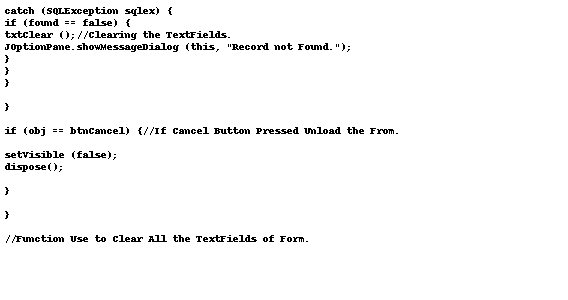 catch (SQLException sqlex) {
if (found == false) {
txtClear ();//Clearing the TextFields.
JOptionPane.showMessageDialog (this, "Record not Found.");
}
}
}
}
if (obj == btnCancel) {//If Cancel Button Pressed Unload the From.
setVisible (false);
dispose();
}
}
//Function Use to Clear All the TextFields of Form.